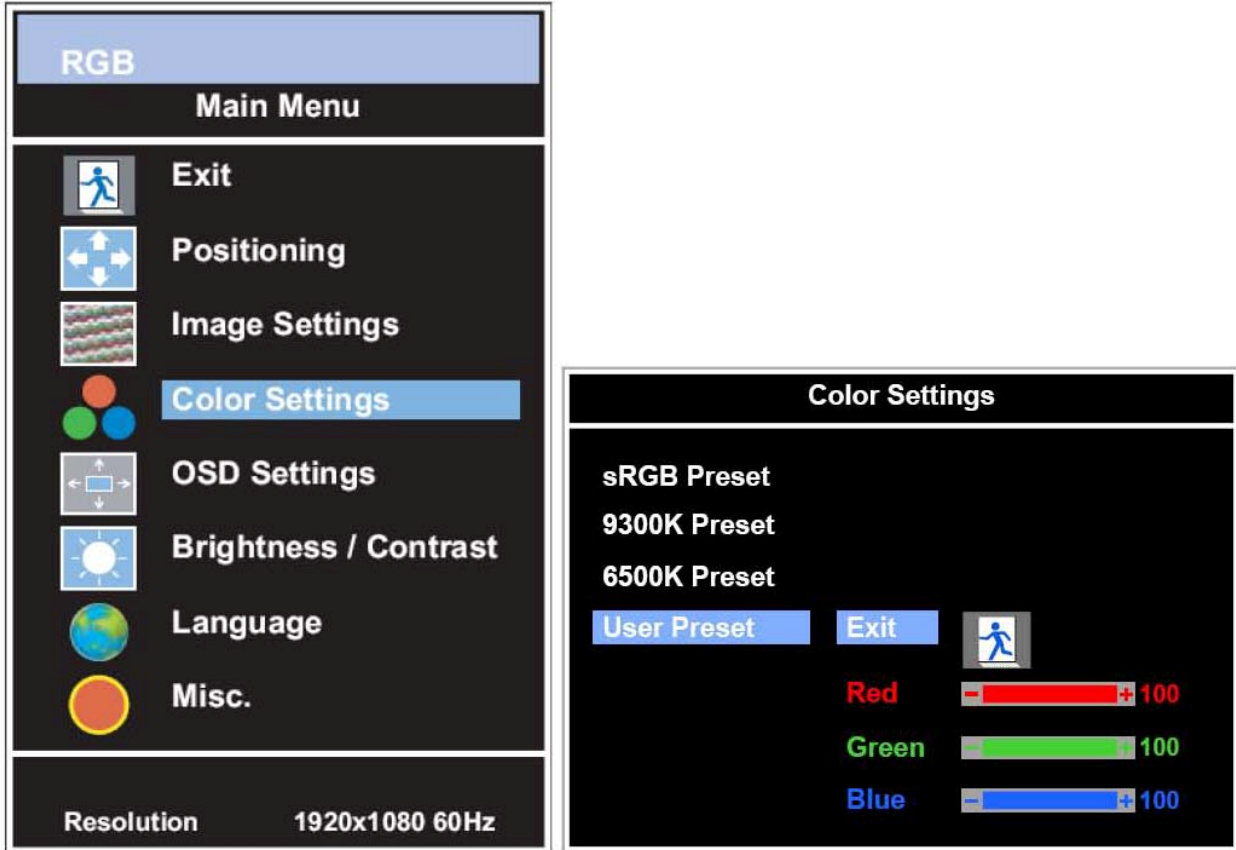 RGB
Main Menu
Exit
Positioning
Image Settings
Color Settings
OSD Settings
Brightness / Contrast
Language
Misc.
Resolution 1920x1080 60Hz
Color Settings
sRGB Preset
9300K Preset
6500K Preset
User Preset Exit
Red - + 100
Green - + 100
Blue - + 100